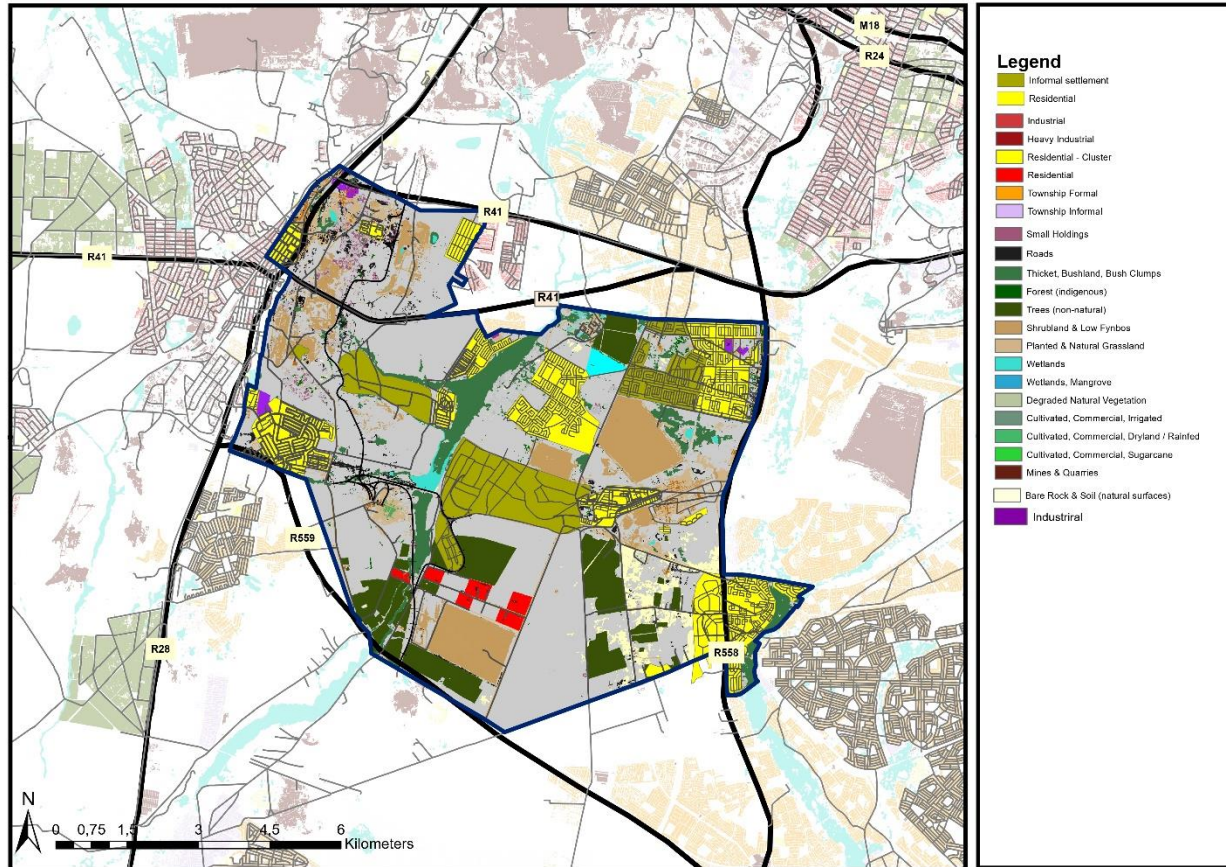 M18
R24
R41
R41
R41
R559
R28
R558
N
0 0,75 1,5 3 4,5 6
Kilometers
Legend
Informal settlement
Residential
Industrial
Heavy Industrial
Residential - Cluster
Residential
Township Formal
Township Informal
Small Holdings
Roads
Thicket, Bushland, Bush Clumps
Forest (indigenous)
Trees (non-natural)
Shrubland & Low Fynbos
Planted & Natural Grassland
Wetlands
Wetlands, Mangrove
Degraded Natural Vegetation
Cultivated, Commercial, Irrigated
Cultivated, Commercial, Dryland / Rainfed
Cultivated, Commercial, Sugarcane
Mines & Quarries
Bare Rock & Soil (natural surfaces)
Industriral